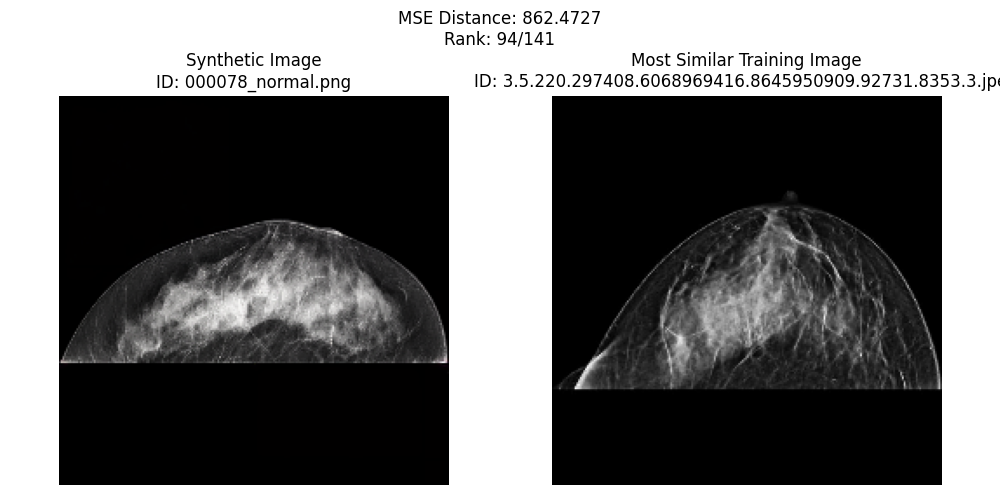 MSE Distance: 862.4727
Rank: 94/141
Synthetic Image
ID: 000078_normal.png
Most Similar Training Image
ID: 3.5.220.297408.6068969416.8645950909.92731.8353.3.jpe